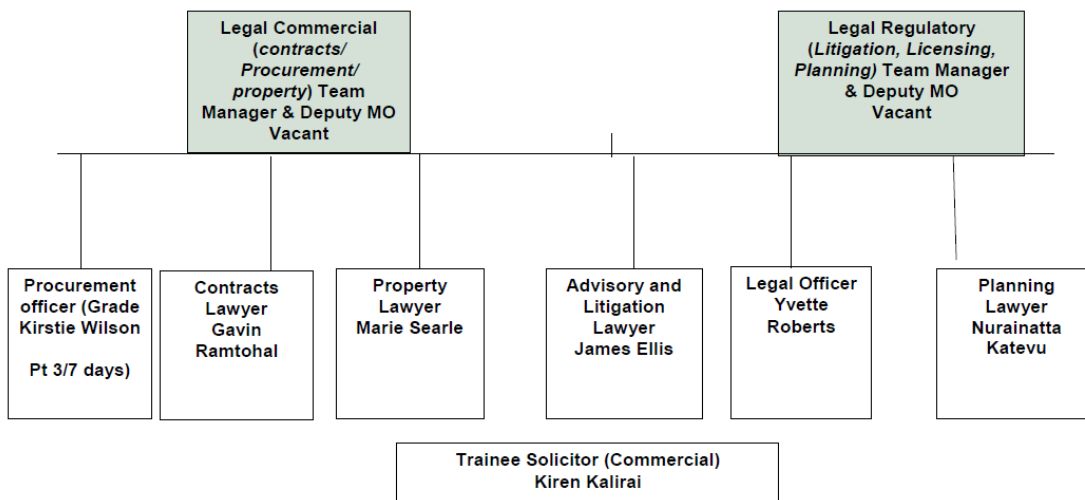 Legal Commercial
(contracts/
Procurement/
property) Team
Manager & Deputy MO
Vacant
Legal Regulatory
(Litigation, Licensing,
Planning) Team Manager
& Deputy MO
Vacant
Procurement
officer (Grade
Kirstie Wilson
Pt 3/7 days)
Contracts
Lawyer
Gavin
Ramtohal
Property
Lawyer
Marie Searle
Advisory and
Litigation
Lawyer
James Ellis
Legal Officer
Yvette
Roberts
Planning
Lawyer
Nurainatta
Katevu
Trainee Solicitor (Commercial)
Kiren Kalirai